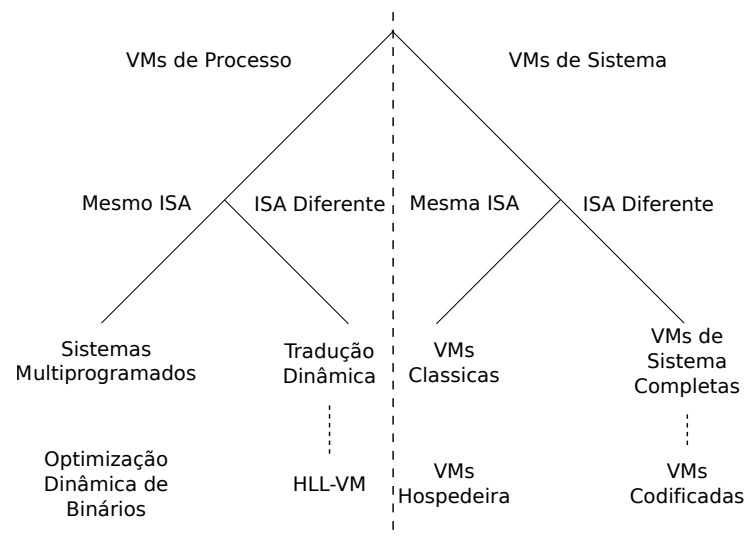 VMs de Processo
VMs de Sistema
Mesmo ISA
ISA Diferente
Mesma ISA
ISA Diferente
Sistemas
Multiprogramados
Tradução
Dinâmica
VMs
Classicas
VMs de
Sistema
Completas
Optimização
Dinâmica de
Binários
HLL-VM
VMs
Hospedeira
VMs
Codificadas